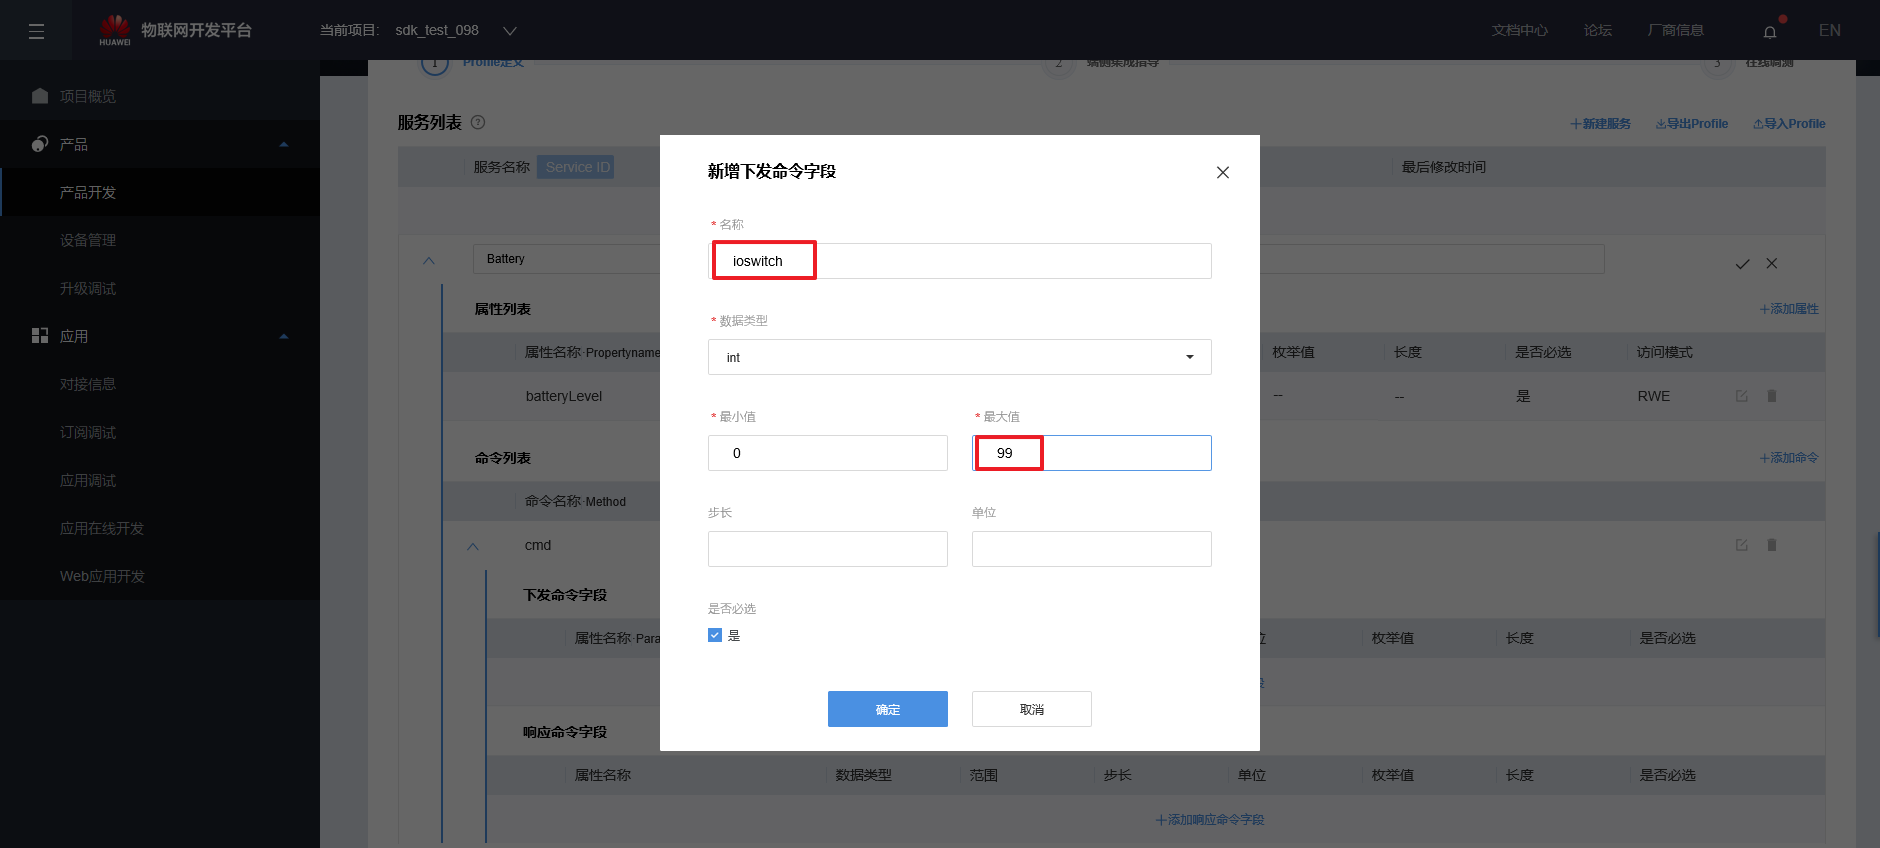 HUAWEI 物联网开发平台 当前项目: sdk_test_098 文档中心 论坛 厂商信息 EN
1 Profile定义 2 端侧集成指导 3 在线调测
项目概览
产品
产品开发
设备管理
升级调试
应用
对接信息
订阅调试
应用调试
应用在线开发
Web应用开发
服务列表 ? 新建服务 导出Profile 导入Profile
服务名称 Service ID 最后修改时间
Battery
属性列表 添加属性
属性名称·Propertyname 枚举值 长度 是否必选 访问模式
batteryLevel -- -- 是 RWE
命令列表 添加命令
命令名称·Method
cmd
下发命令字段
属性名称·Para 位 枚举值 长度 是否必选
段
响应命令字段
属性名称 数据类型 范围 步长 单位 枚举值 长度 是否必选
添加响应命令字段
新增下发命令字段
* 名称
ioswitch
* 数据类型
int
* 最小值 * 最大值
0 99
步长 单位
是否必选
是
确定 取消